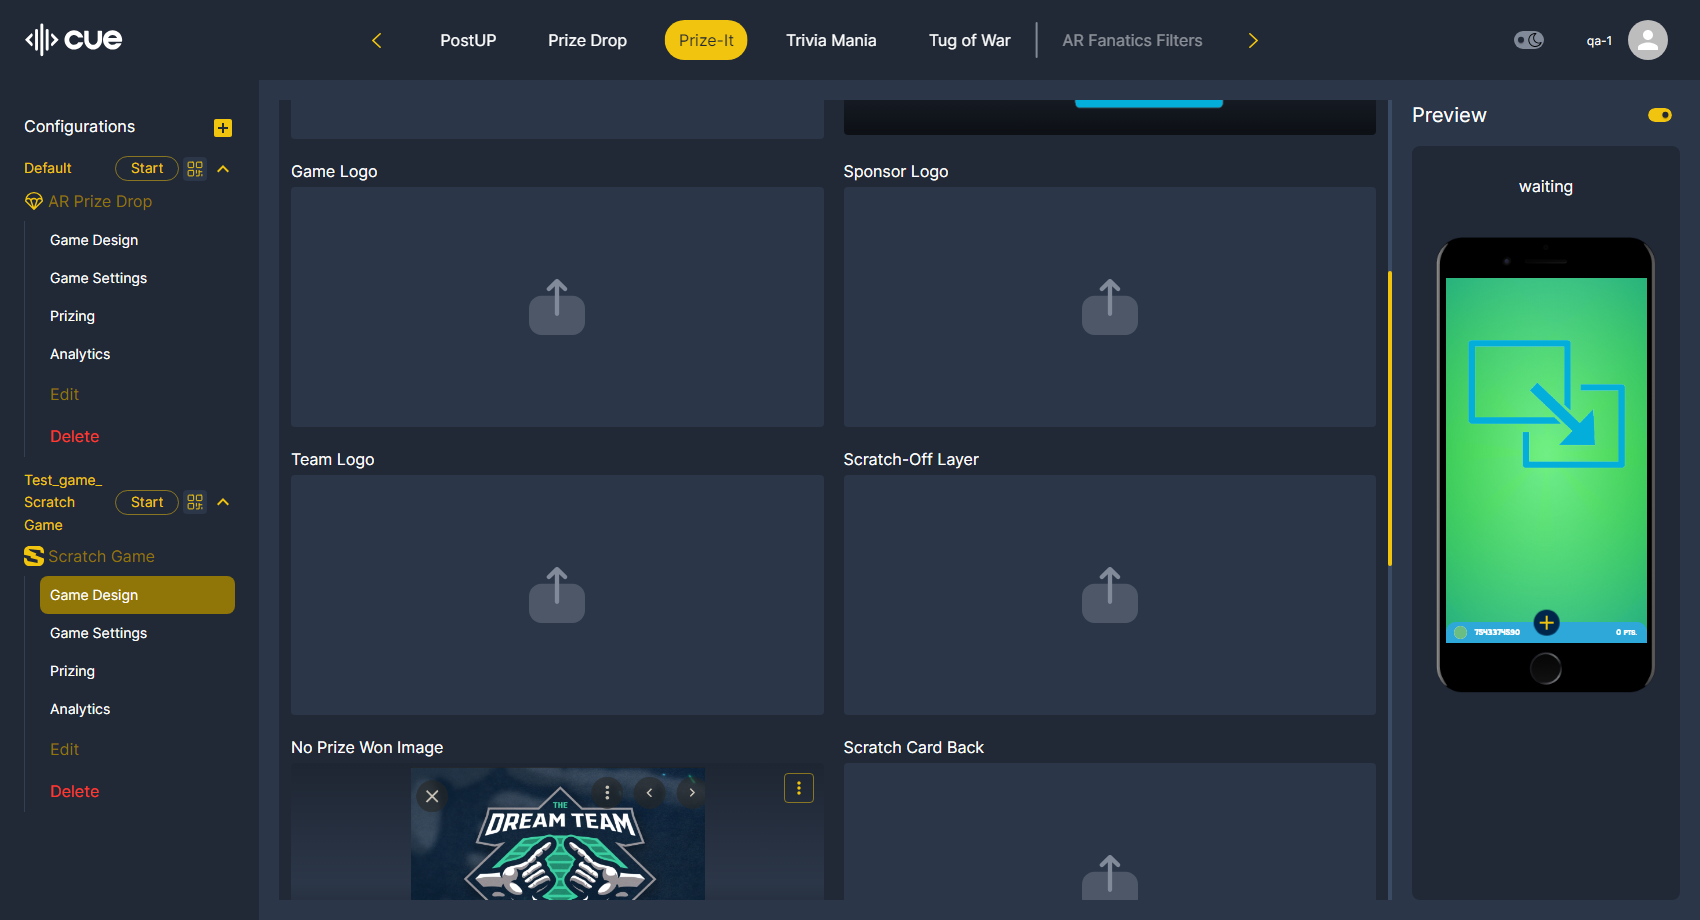 cue
PostUP
Prize Drop
Prize-It
Trivia Mania
Tug of War
AR Fanatics Filters
qa-1
Configurations
Default
Start
AR Prize Drop
Game Design
Game Settings
Prizing
Analytics
Edit
Delete
Test_game_
Scratch
Game
Start
Scratch Game
Game Design
Game Settings
Prizing
Analytics
Edit
Delete
Game Logo
Sponsor Logo
Team Logo
Scratch-Off Layer
No Prize Won Image
Scratch Card Back
THE
DREAM TEAM
Preview
waiting
7543374590
0 PTS.